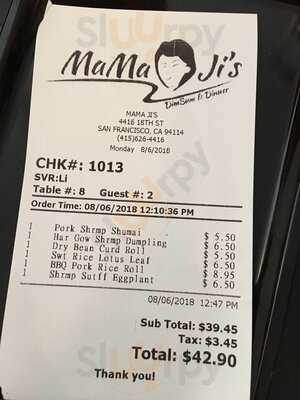 MaMa Ji's
DimSum & Dinner
MAMA JI'S
4416 18TH ST
SAN FRANCISCO, CA 94114
(415)626-4416
Monday 8/6/2018
CHK#: 1013
SVR:Li
Table #: 8 Guest #: 2
Order Time: 08/06/2018 12:10:36 PM
1 Pork Shrmp Shumai $ 5.50
1 Har Gow Shrmp Dumpling $ 6.50
1 Dry Bean Curd Roll $ 5.50
1 Swt Rice Lotus Leaf $ 6.50
1 BBQ Pork Rice Roll $ 8.95
1 Shrmp Sutff Eggplant $ 6.50
08/06/2018 12:47 PM
Sub Total: $39.45
Tax: $3.45
Total: $42.90
Thank you!
Sluurpy
Sluurpy
Sluurpy